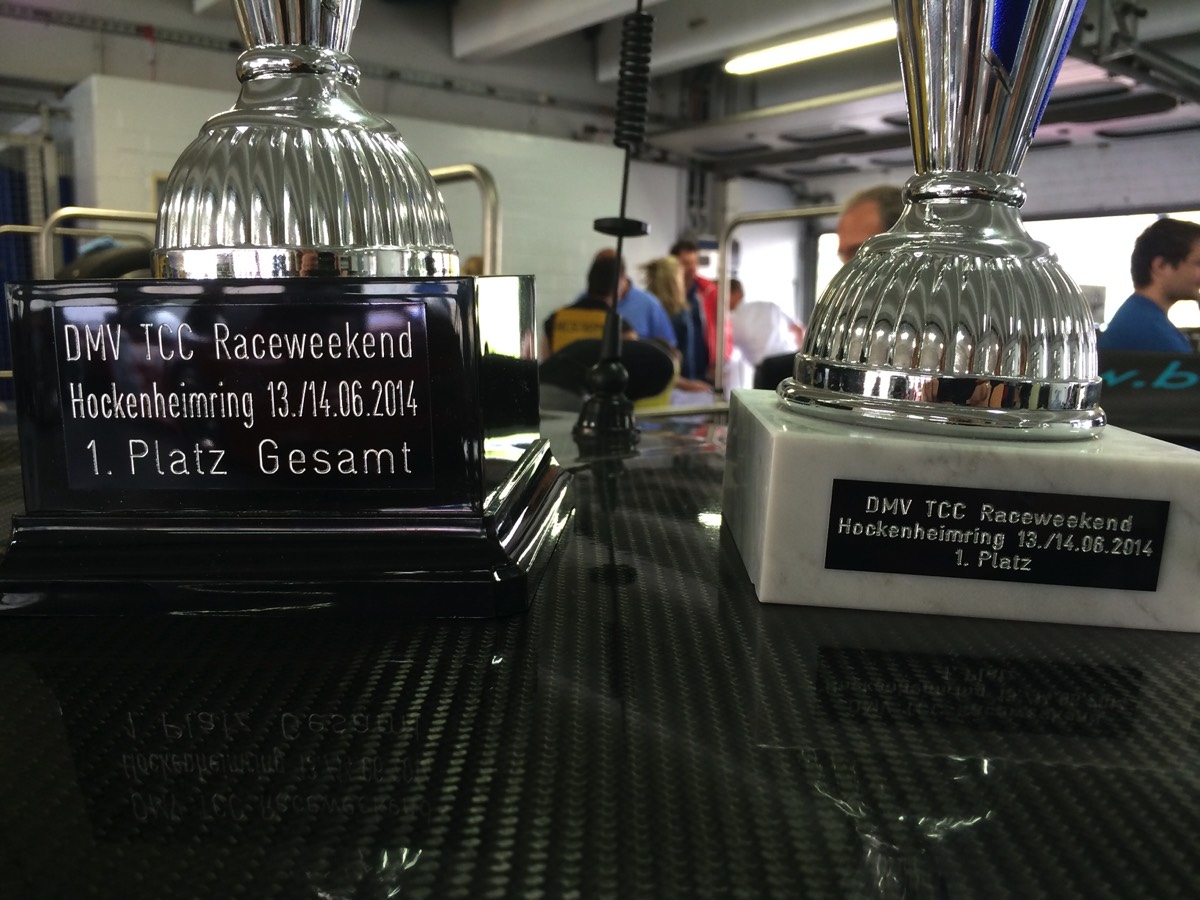 DMV TCC Raceweekend
Hockenheimring 13./14.06.2014
1. Platz Gesamt
DMV TCC Raceweekend
Hockenheimring 13./14.06.2014
1. Platz